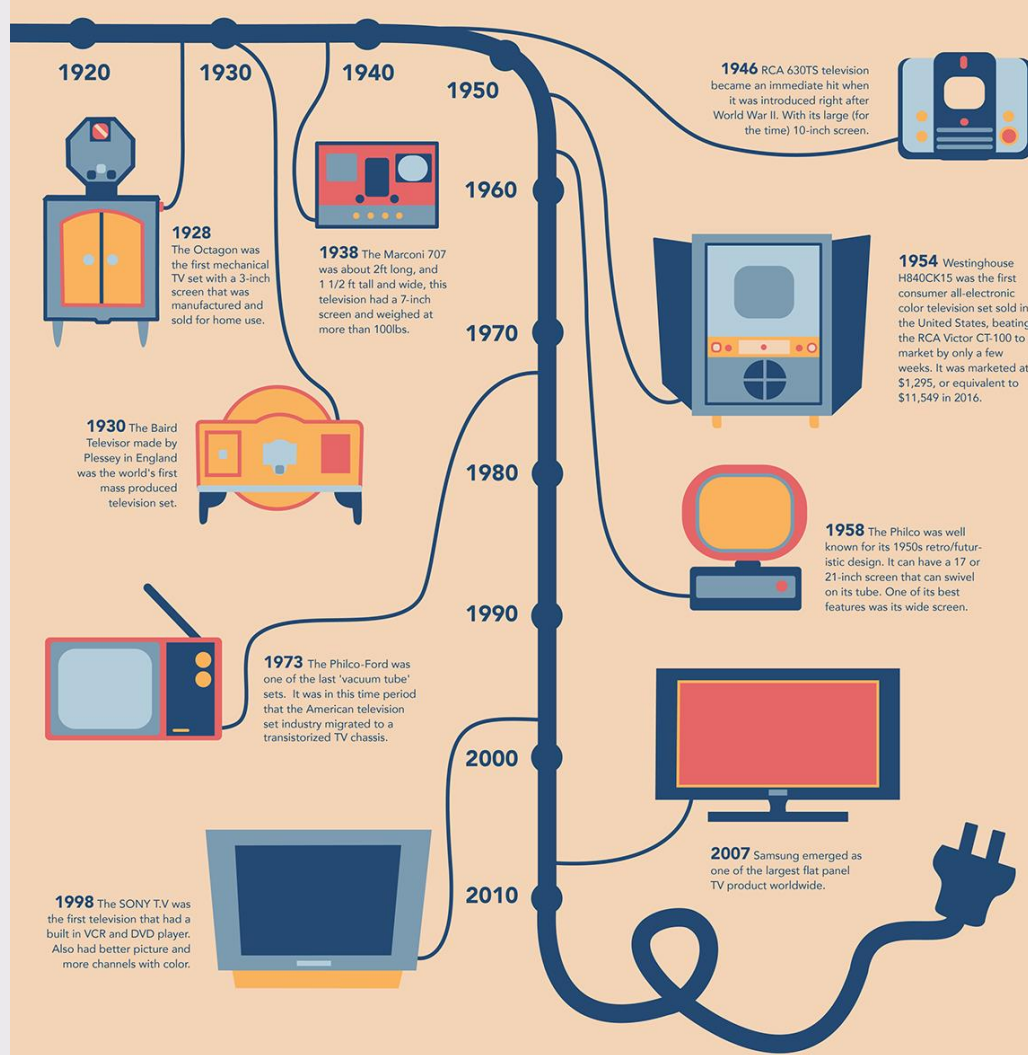 1920
1930
1940
1950
1960
1970
1980
1990
2000
2010
1928
The Octagon was
the first mechanical
TV set with a 3-inch
screen that was
manufactured and
sold for home use.
1930 The Baird
Televisor made by
Plessey in England
was the world's first
mass produced
television set.
1938 The Marconi 707
was about 2ft long, and
1 1/2 ft tall and wide, this
television had a 7-inch
screen and weighed at
more than 100lbs.
1946 RCA 630TS television
became an immediate hit when
it was introduced right after
World War II. With its large (for
the time) 10-inch screen.
1954 Westinghouse
H840CK15 was the first
consumer all-electronic
color television set sold in
the United States, beating
the RCA Victor CT-100 to
market by only a few
weeks. It was marketed at
$1,295, or equivalent to
$11,549 in 2016.
1958 The Philco was well
known for its 1950s retro/futur-
istic design. It can have a 17 or
21-inch screen that can swivel
on its tube. One of its best
features was its wide screen.
1973 The Philco-Ford was
one of the last 'vacuum tube'
sets. It was in this time period
that the American television
set industry migrated to a
transistorized TV chassis.
1998 The SONY T.V was
the first television that had a
built in VCR and DVD player.
Also had better picture and
more channels with color.
2007 Samsung emerged as
one of the largest flat panel
TV product worldwide.